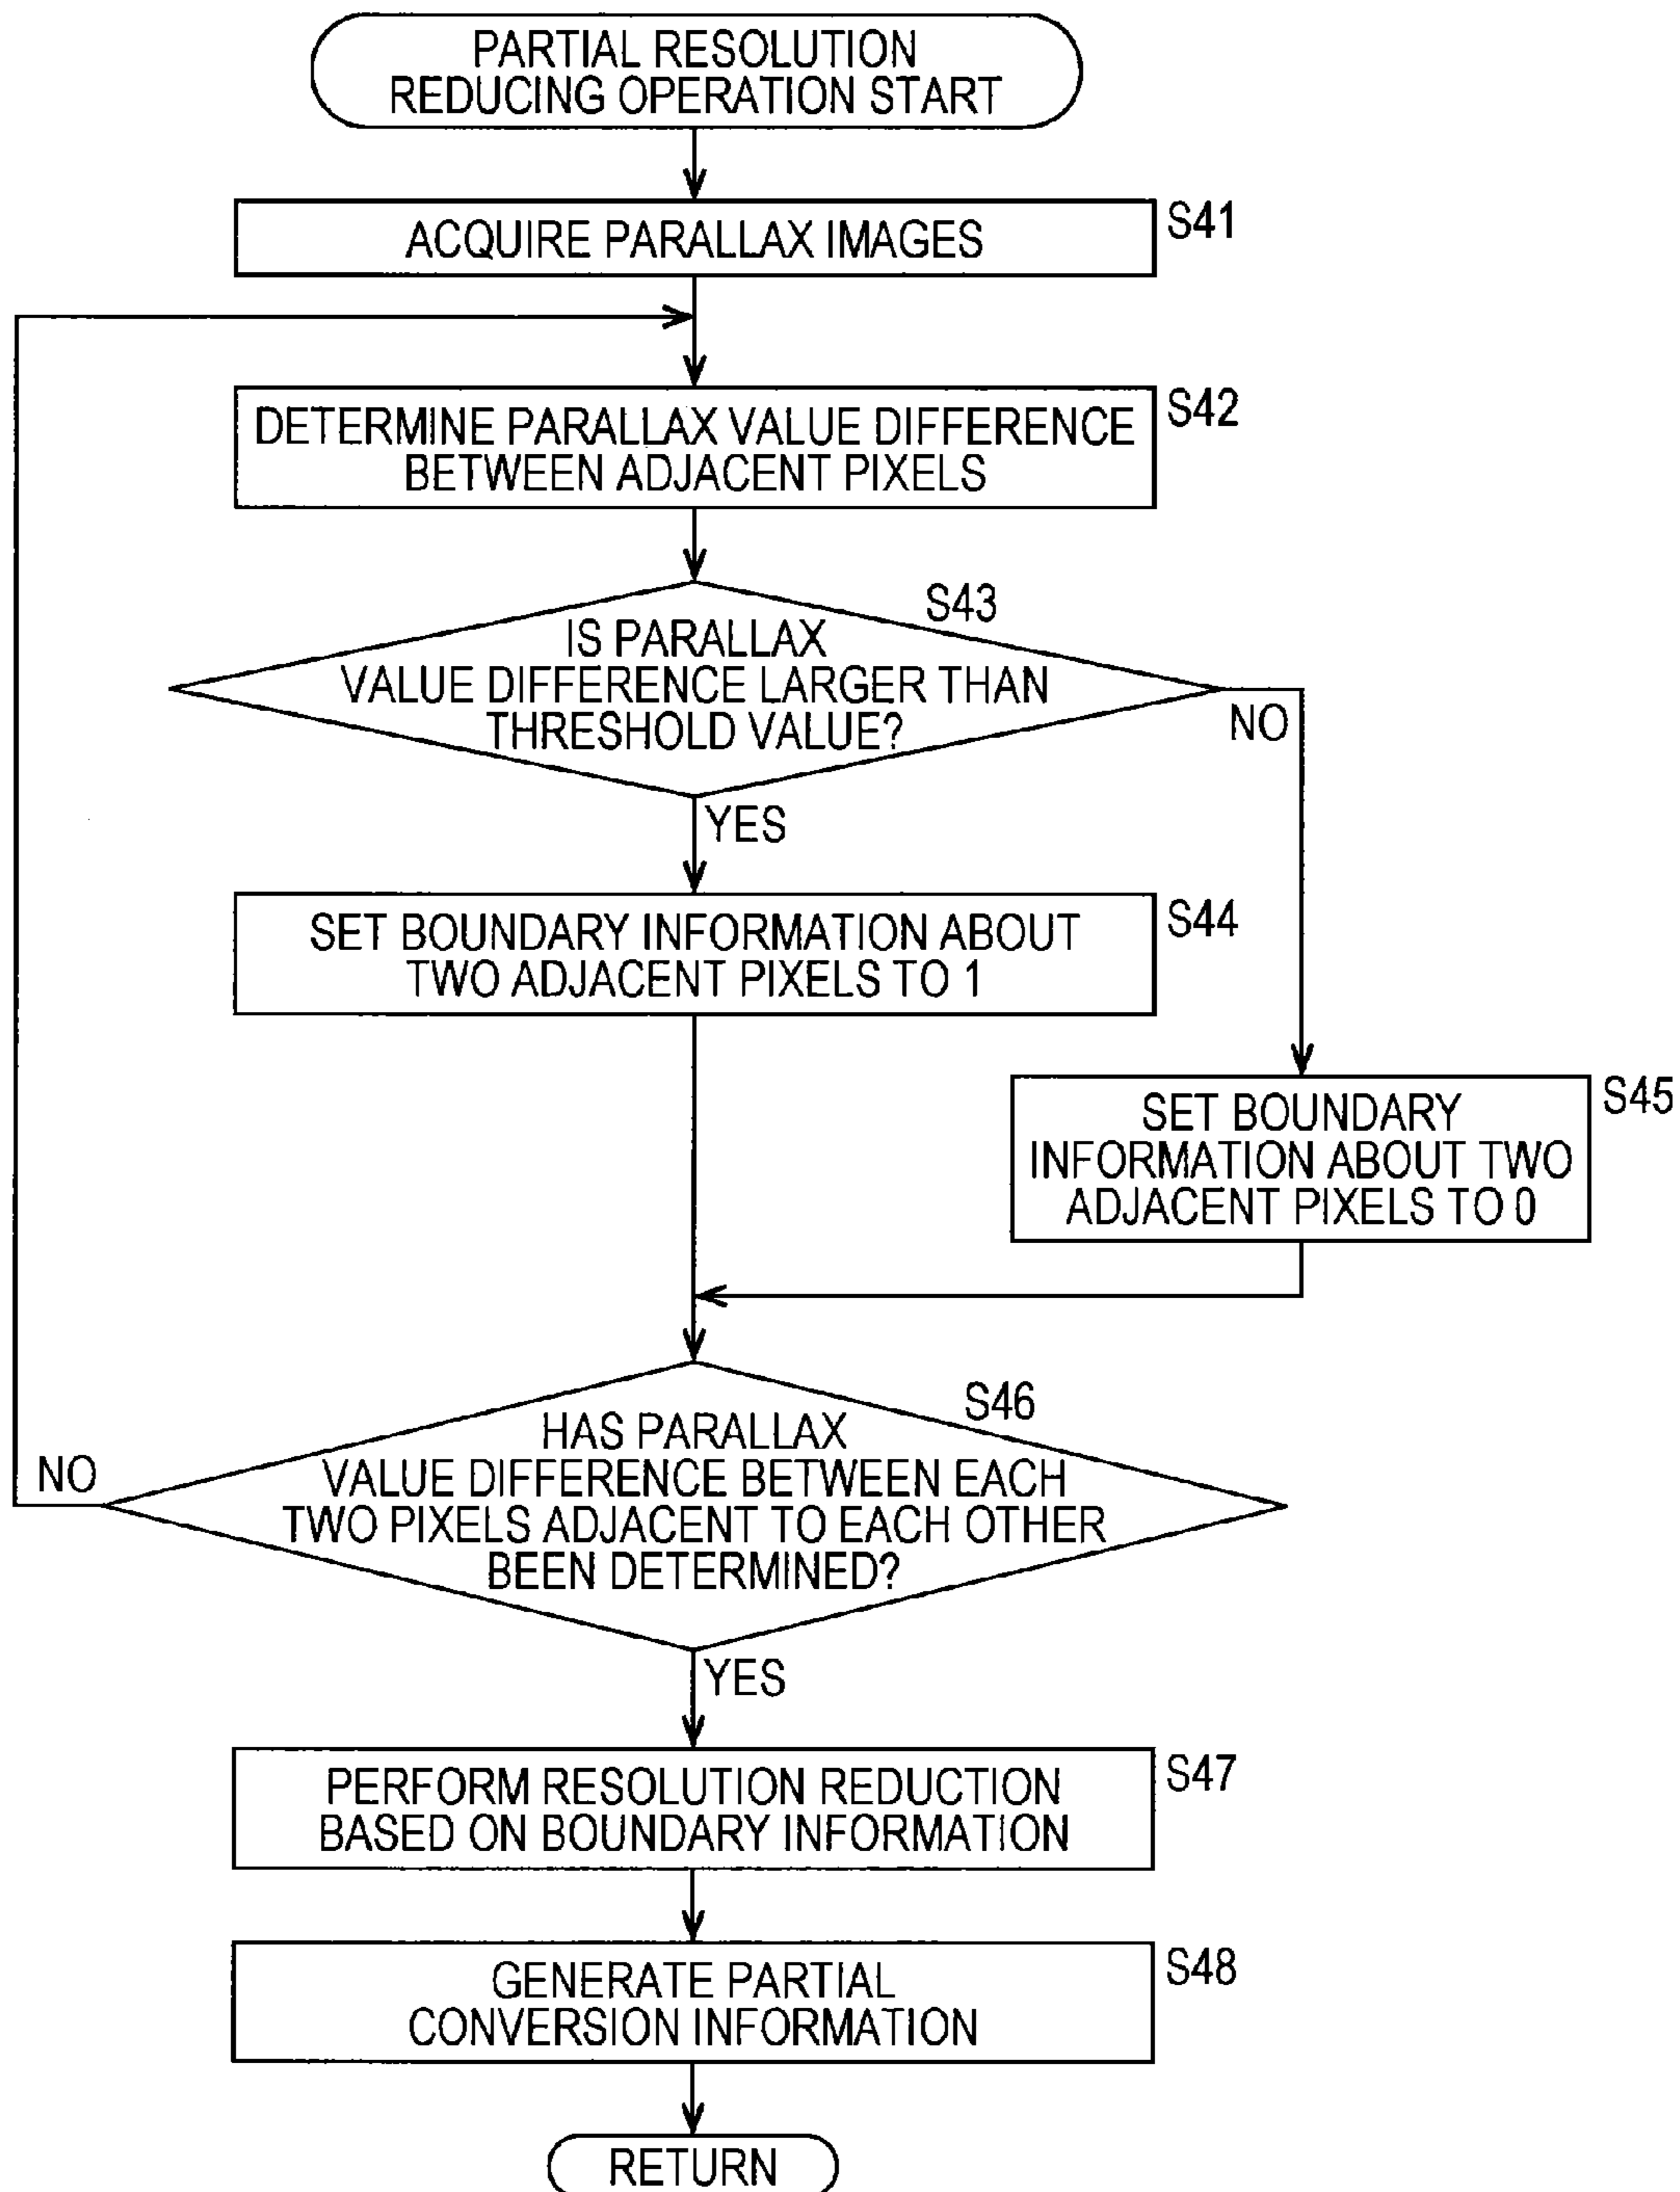 PARTIAL RESOLUTION
REDUCING OPERATION START
ACQUIRE PARALLAX IMAGES
S41
DETERMINE PARALLAX VALUE DIFFERENCE
BETWEEN ADJACENT PIXELS
S42
S43
IS PARALLAX
VALUE DIFFERENCE LARGER THAN
THRESHOLD VALUE?
NO
YES
SET BOUNDARY INFORMATION ABOUT
TWO ADJACENT PIXELS TO 1
S44
SET BOUNDARY
INFORMATION ABOUT TWO
ADJACENT PIXELS TO 0
S45
S46
HAS PARALLAX
VALUE DIFFERENCE BETWEEN EACH
TWO PIXELS ADJACENT TO EACH OTHER
BEEN DETERMINED?
NO
YES
PERFORM RESOLUTION REDUCTION
BASED ON BOUNDARY INFORMATION
S47
GENERATE PARTIAL
CONVERSION INFORMATION
S48
RETURN